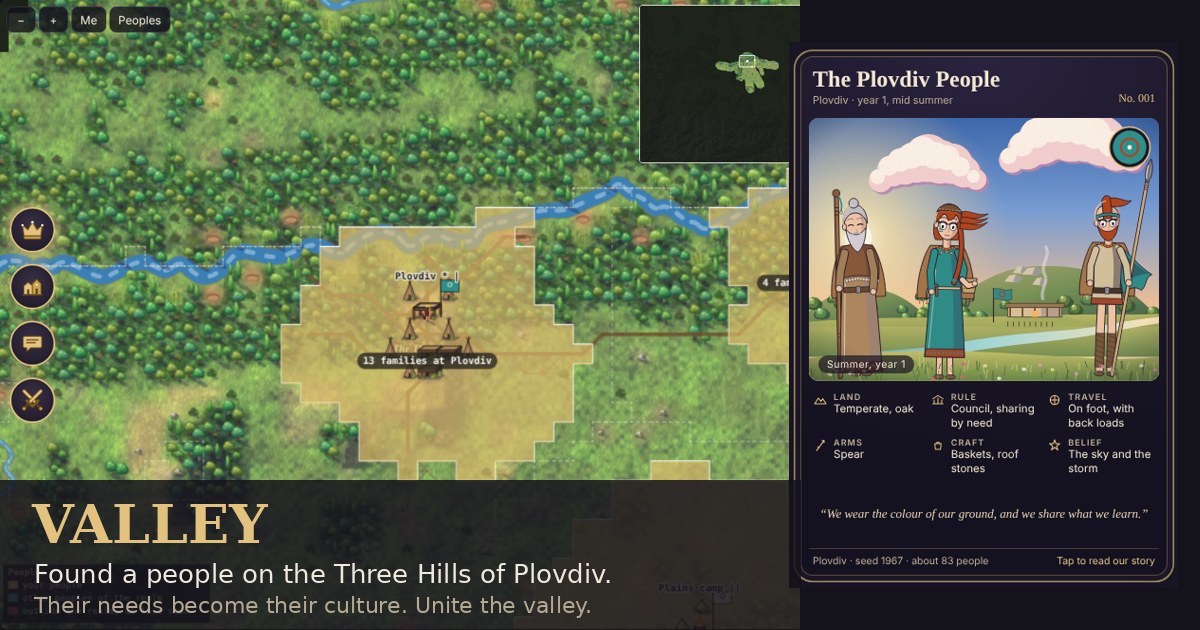 −
+
Me
Peoples
Plovdiv * |
13 families at Plovdiv
4 fam
The Plovdiv People
Plovdiv · year 1, mid summer
No. 001
Summer, year 1
LAND
Temperate, oak
RULE
Council, sharing
by need
TRAVEL
On foot, with
back loads
ARMS
Spear
CRAFT
Baskets, roof
stones
BELIEF
The sky and the
storm
“We wear the colour of our ground, and we share what we learn.”
Plovdiv · seed 1967 · about 83 people
Tap to read our story
VALLEY
Found a people on the Three Hills of Plovdiv.
Their needs become their culture. Unite the valley.
Plains camp ||